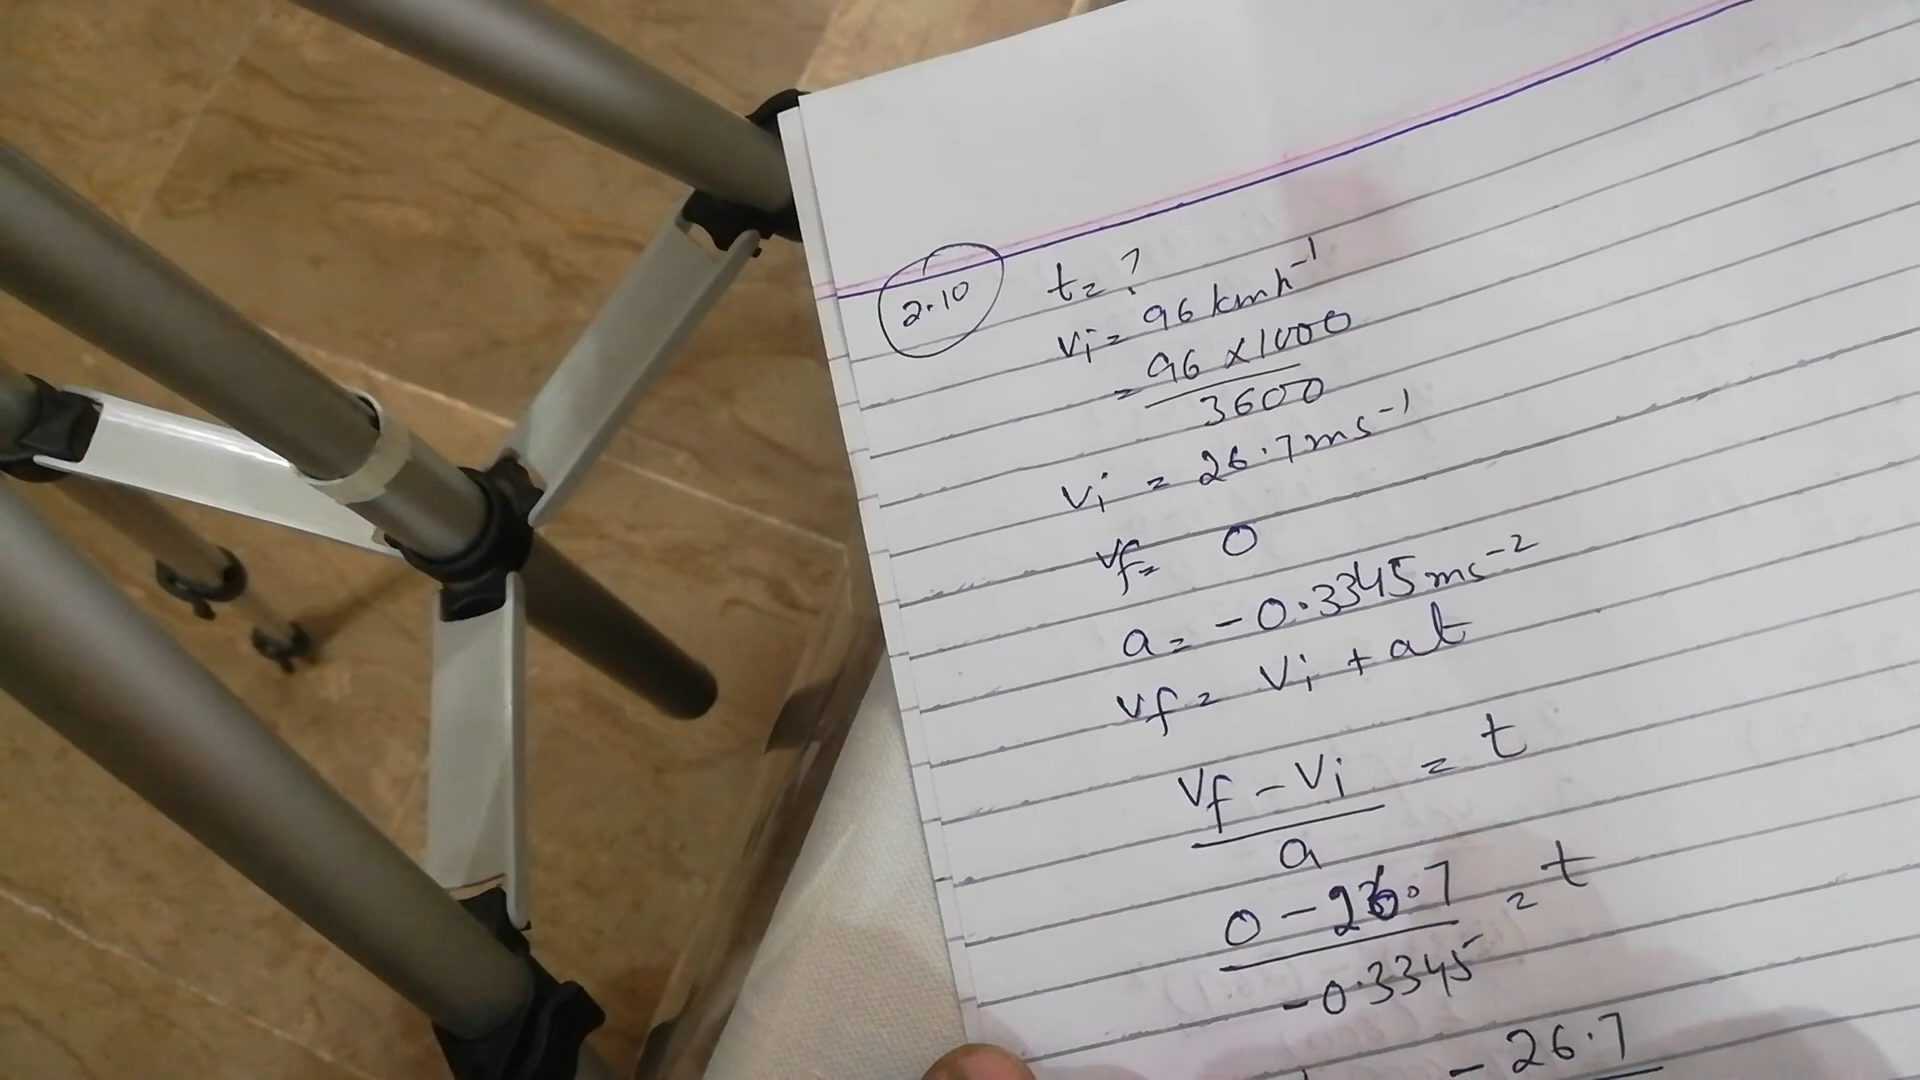 2.10
t = ?
vi = 96 kmh⁻¹
= 96 x 1000
3600
vi = 26.7 ms⁻¹
vf = 0
a = -0.3345 ms⁻²
vf = vi + at
vf - vi = t
a
0 - 26.7 = t
-0.3345
- 26.7